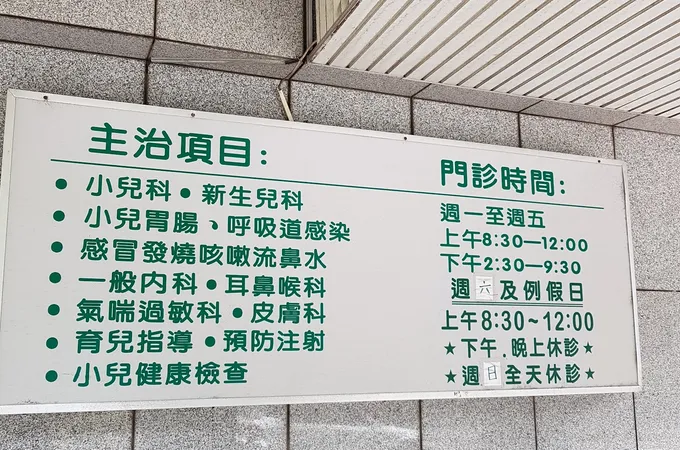 主治項目:
• 小兒科 • 新生兒科
• 小兒胃腸、呼吸道感染
• 感冒發燒咳嗽流鼻水
• 一般内科 • 耳鼻喉科
• 氣喘過敏科 • 皮膚科
• 育兒指導 • 預防注射
• 小兒健康檢查
門診時間:
週一至週五
上午8:30—12:00
下午2:30—9:30
週六及例假日
上午8:30~12:00
★下午.晚上休診★
★週日全天休診★